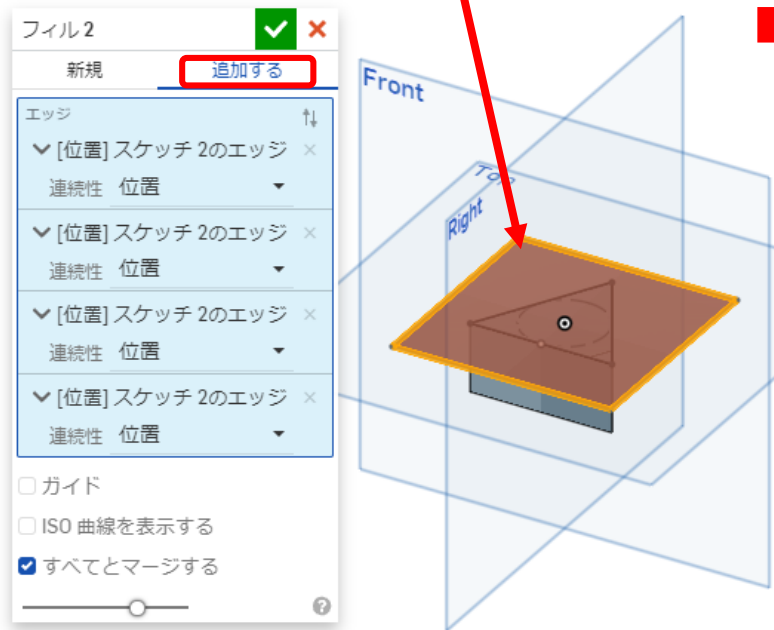 フィル 2
新規
追加する
エッジ
[位置] スケッチ 2のエッジ
連続性 位置
[位置] スケッチ 2のエッジ
連続性 位置
[位置] スケッチ 2のエッジ
連続性 位置
[位置] スケッチ 2のエッジ
連続性 位置
ガイド
ISO 曲線を表示する
すべてとマージする
Front
Top
Right